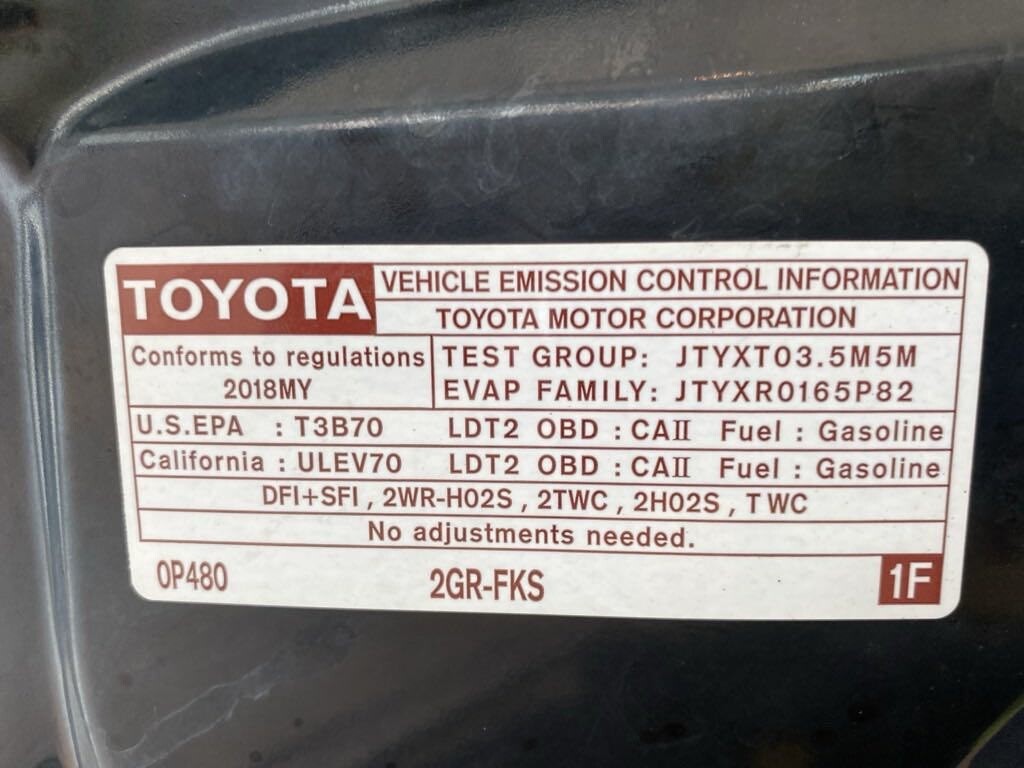 TOYOTA VEHICLE EMISSION CONTROL INFORMATION
TOYOTA MOTOR CORPORATION
Conforms to regulations
2018MY
TEST GROUP: JTYXT03.5M5M
EVAP FAMILY: JTYXR0165P82
U.S.EPA : T3B70 LDT2 OBD : CAII Fuel : Gasoline
California : ULEV70 LDT2 OBD : CAII Fuel : Gasoline
DFI+SFI , 2WR-HO2S , 2TWC , 2HO2S , TWC
No adjustments needed.
0P480 2GR-FKS 1F